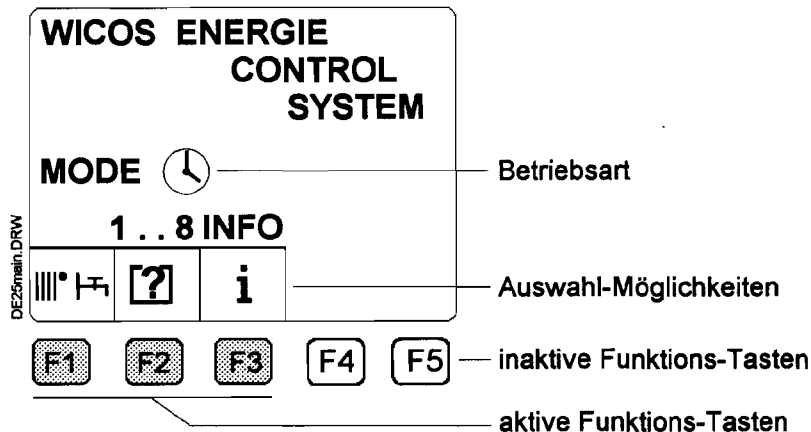 WICOS ENERGIE
CONTROL
SYSTEM
MODE
Betriebsart
1 . . 8 INFO
[?] i
Auswahl-Möglichkeiten
F1 F2 F3 F4 F5
inaktive Funktions-Tasten
aktive Funktions-Tasten
DE25main.DRW